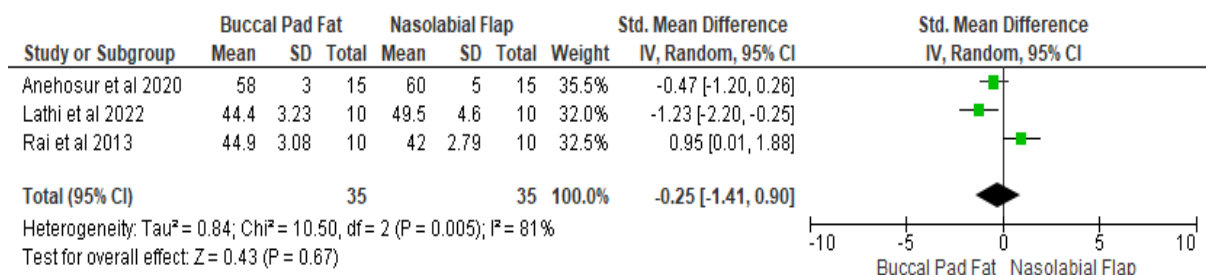 Buccal Pad Fat Nasolabial Flap Std. Mean Difference Std. Mean Difference
Study or Subgroup Mean SD Total Mean SD Total Weight IV, Random, 95% CI IV, Random, 95% CI
Anehosur et al 2020 58 3 15 60 5 15 35.5% -0.47 [-1.20, 0.26]
Lathi et al 2022 44.4 3.23 10 49.5 4.6 10 32.0% -1.23 [-2.20, -0.25]
Rai et al 2013 44.9 3.08 10 42 2.79 10 32.5% 0.95 [0.01, 1.88]
Total (95% CI) 35 35 100.0% -0.25 [-1.41, 0.90]
Heterogeneity: Tau² = 0.84; Chi² = 10.50, df = 2 (P = 0.005); I² = 81%
Test for overall effect: Z = 0.43 (P = 0.67)
-10 -5 0 5 10
Buccal Pad Fat Nasolabial Flap